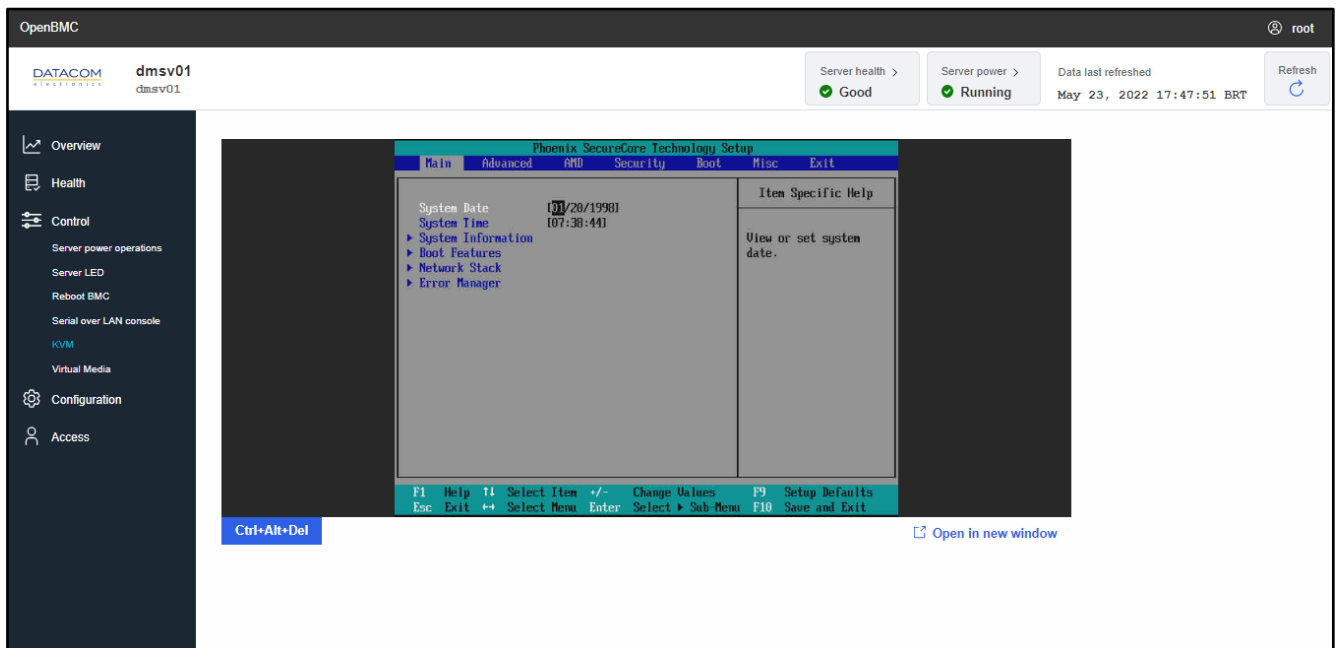 OpenBMC
root
DATACOM
electronics
dmsv01
dmsv01
Server health >
Good
Server power >
Running
Data last refreshed
May 23, 2022 17:47:51 BRT
Refresh
Overview
Health
Control
Server power operations
Server LED
Reboot BMC
Serial over LAN console
KVM
Virtual Media
Configuration
Access
Phoenix SecureCore Technology Setup
Main Advanced AMD Security Boot Misc Exit
Item Specific Help
System Date [01/20/1998]
System Time [07:38:44]
System Information
Boot Features
Network Stack
Error Manager
View or set system
date.
F1 Help ↑↓ Select Item +/- Change Values F9 Setup Defaults
Esc Exit ↔ Select Menu Enter Select ▶ Sub-Menu F10 Save and Exit
Ctrl+Alt+Del
Open in new window